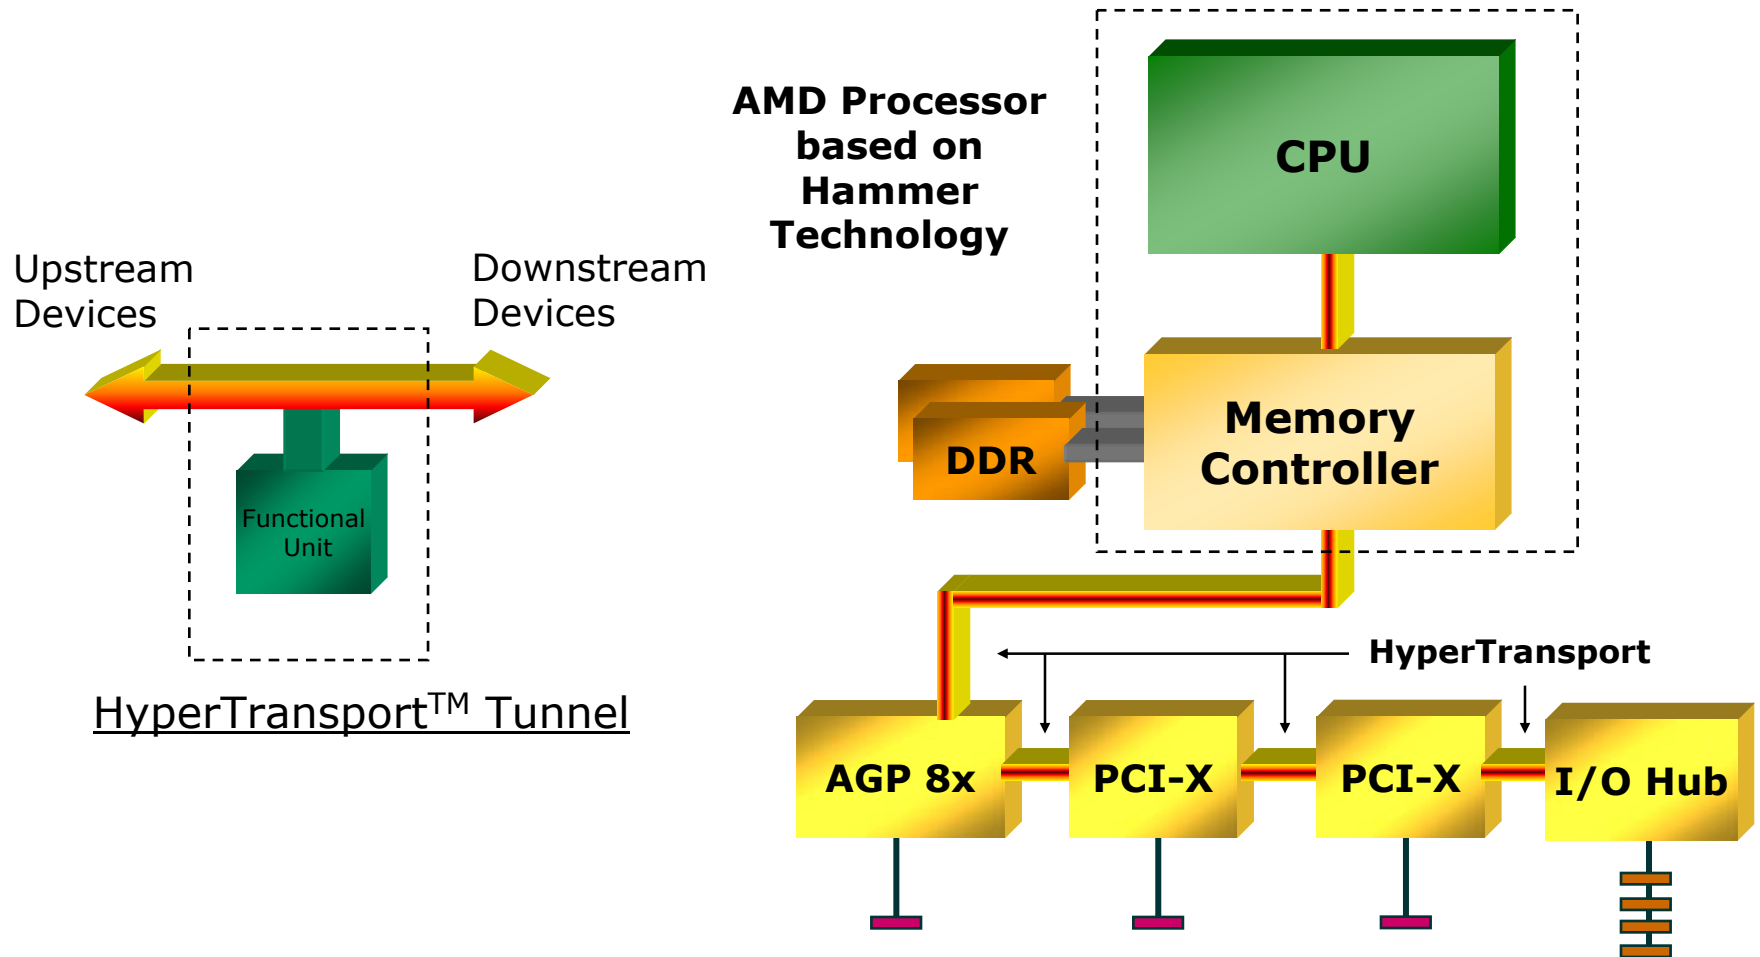 Upstream
Devices
Downstream
Devices
Functional
Unit
HyperTransport™ Tunnel
AMD Processor
based on
Hammer
Technology
CPU
Memory
Controller
DDR
HyperTransport
AGP 8x
PCI-X
PCI-X
I/O Hub